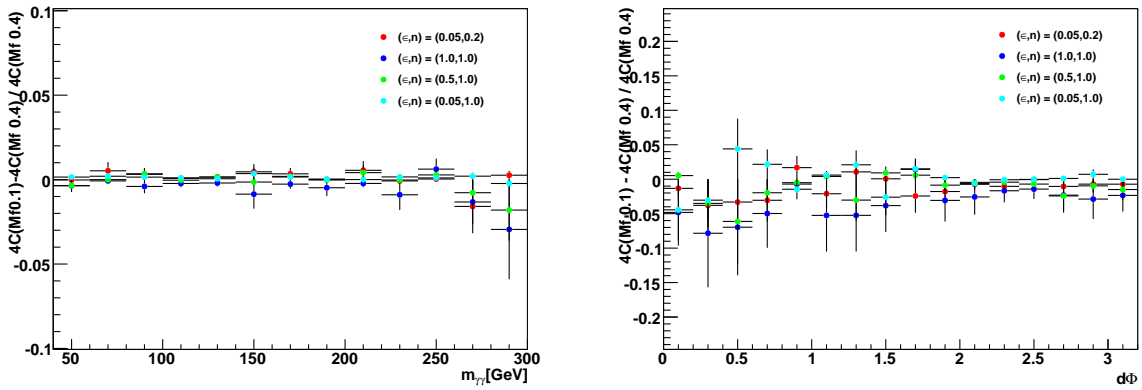 4C(Mf0.1)-4C(Mf 0.4) / 4C(Mf 0.4)
0.1
0.05
0
-0.05
-0.1
(∈,n) = (0.05,0.2)
(∈,n) = (1.0,1.0)
(∈,n) = (0.5,1.0)
(∈,n) = (0.05,1.0)
50 100 150 200 250 300
m_γγ[GeV]
4C(Mf 0.1) - 4C(Mf 0.4) / 4C(Mf 0.4)
0.2
0.15
0.1
0.05
0
-0.05
-0.1
-0.15
-0.2
(∈,n) = (0.05,0.2)
(∈,n) = (1.0,1.0)
(∈,n) = (0.5,1.0)
(∈,n) = (0.05,1.0)
0 0.5 1 1.5 2 2.5 3
dΦ